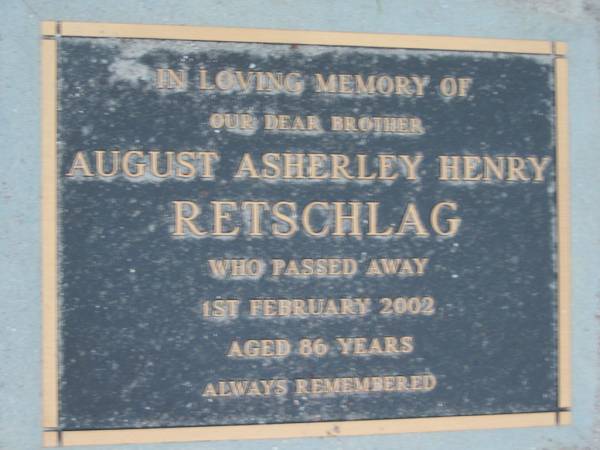 IN LOVING MEMORY OF
OUR DEAR BROTHER
AUGUST ASHERLEY HENRY
RETSCHLAG
WHO PASSED AWAY
1ST FEBRUARY 2002
AGED 86 YEARS
ALWAYS REMEMBERED